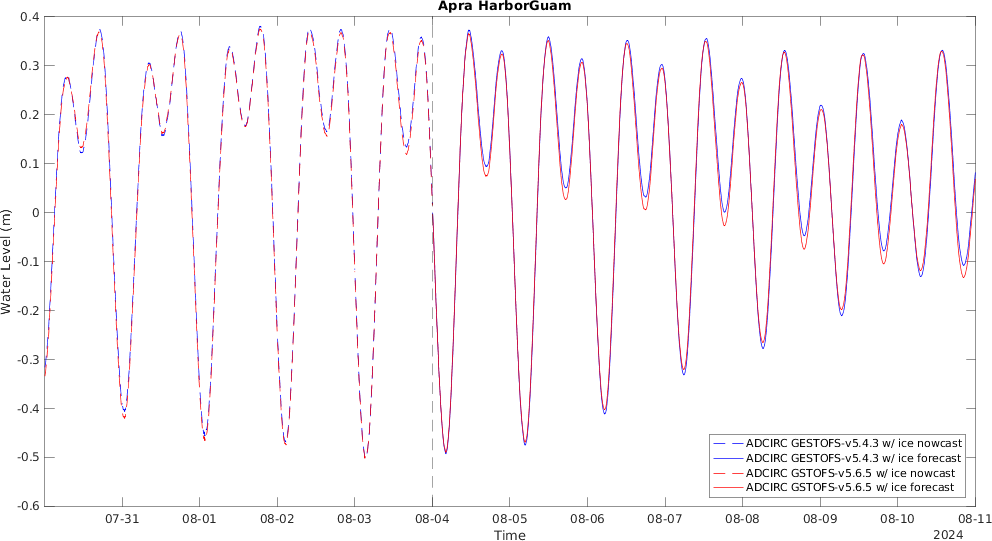 Apra HarborGuam
0.4
0.3
0.2
0.1
0
-0.1
-0.2
-0.3
-0.4
-0.5
-0.6
Water Level (m)
ADCIRC GESTOFS-v5.4.3 w/ ice nowcast
ADCIRC GESTOFS-v5.4.3 w/ ice forecast
ADCIRC GSTOFS-v5.6.5 w/ ice nowcast
ADCIRC GSTOFS-v5.6.5 w/ ice forecast
07-31 08-01 08-02 08-03 08-04 08-05 08-06 08-07 08-08 08-09 08-10 08-11
Time
2024